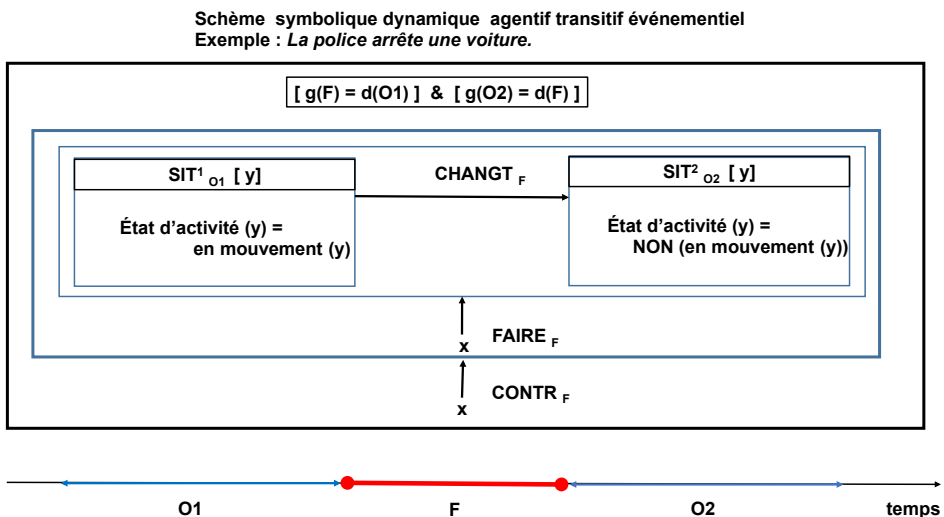 Schème symbolique dynamique agentif transitif événementiel
Exemple : La police arrête une voiture.
[ g(F) = d(O1) ] & [ g(O2) = d(F) ]
SIT¹ O1 [ y]
CHANGT F
SIT² O2 [ y]
État d'activité (y) =
en mouvement (y)
État d'activité (y) =
NON (en mouvement (y))
x
FAIRE F
x
CONTR F
O1
F
O2
temps